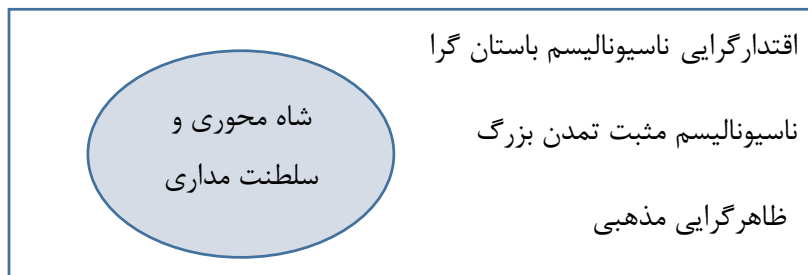 اقتدارگرایی ناسیونالیسم باستان گرا
ناسیونالیسم مثبت تمدن بزرگ
ظاهرگرایی مذهبی
شاه محوری و
سلطنت مداری